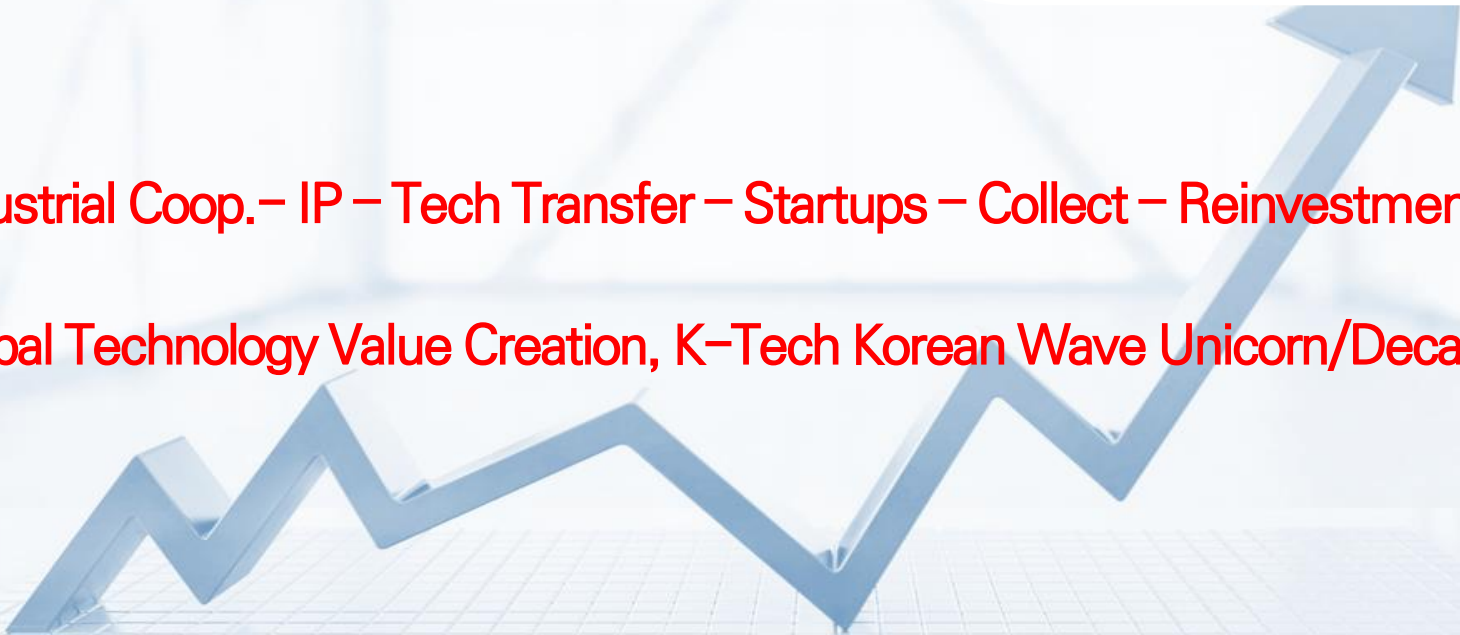 ustrial Coop.– IP – Tech Transfer – Startups – Collect – Reinvestmen
bal Technology Value Creation, K–Tech Korean Wave Unicorn/Deca